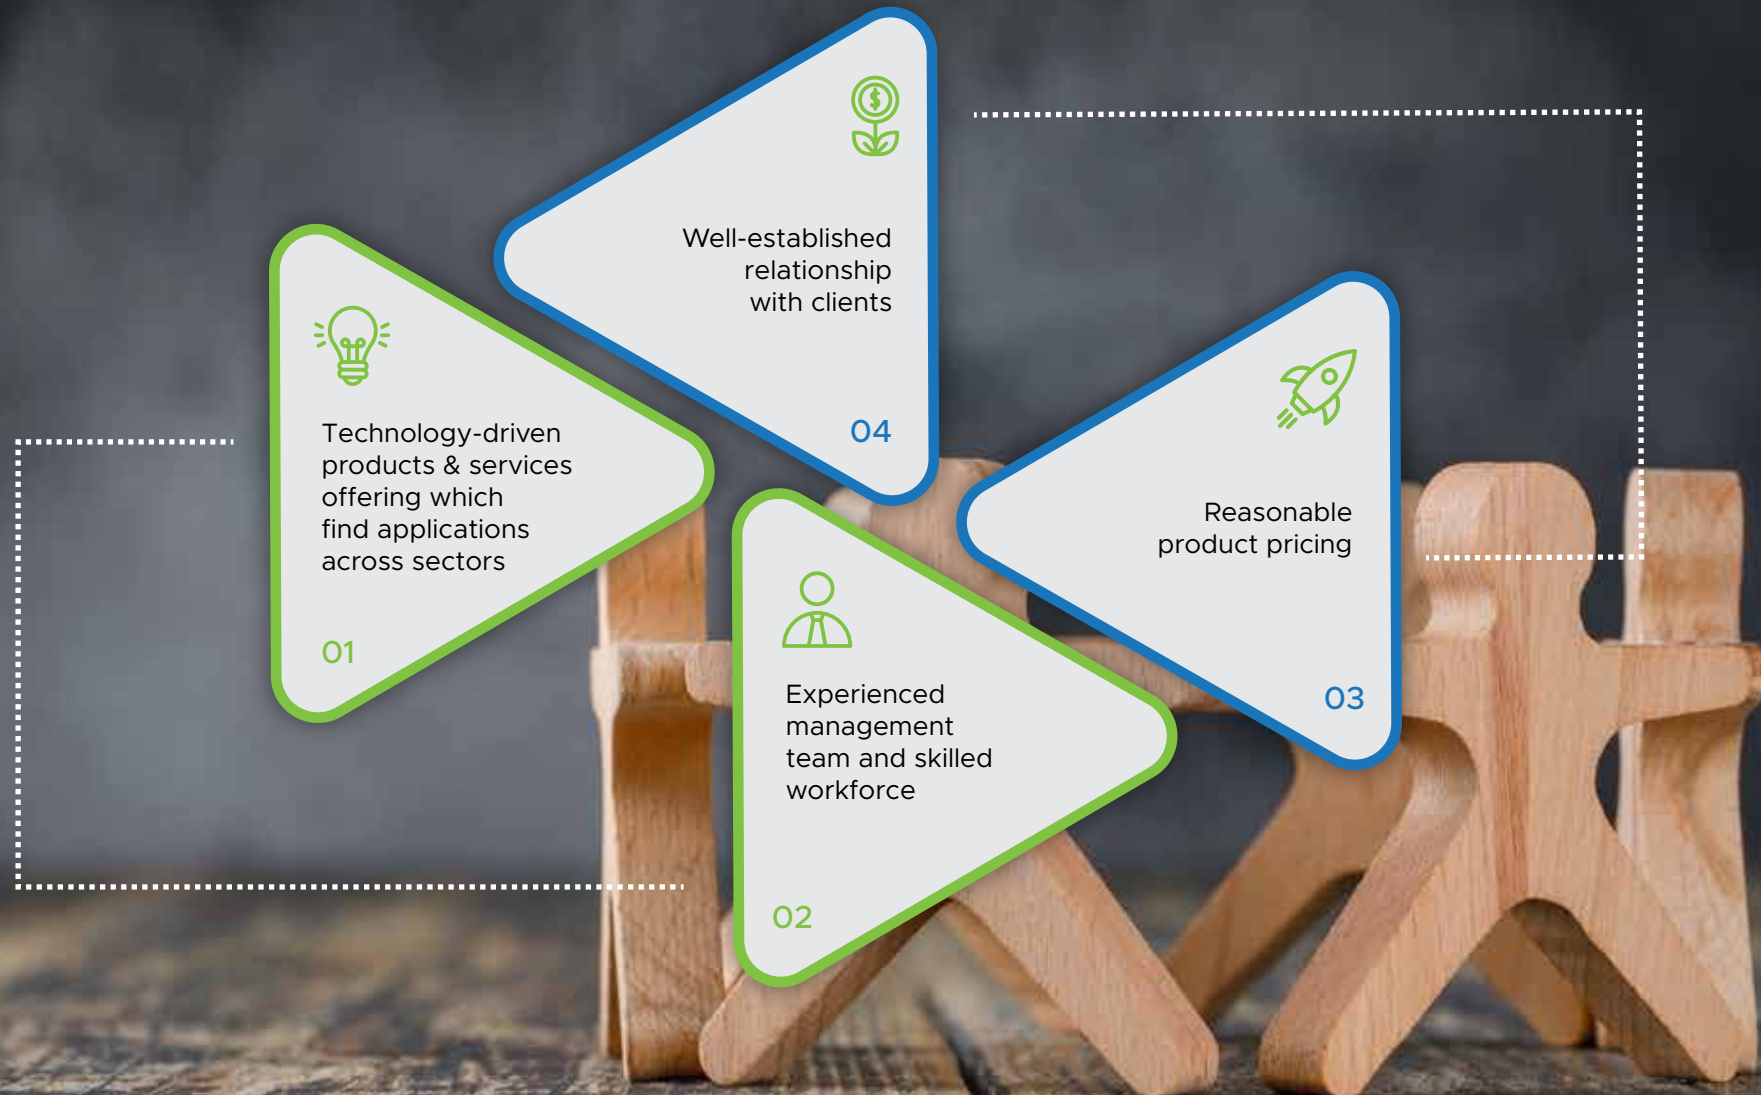 Technology-driven
products & services
offering which
find applications
across sectors
01
Experienced
management
team and skilled
workforce
02
Reasonable
product pricing
03
Well-established
relationship
with clients
04